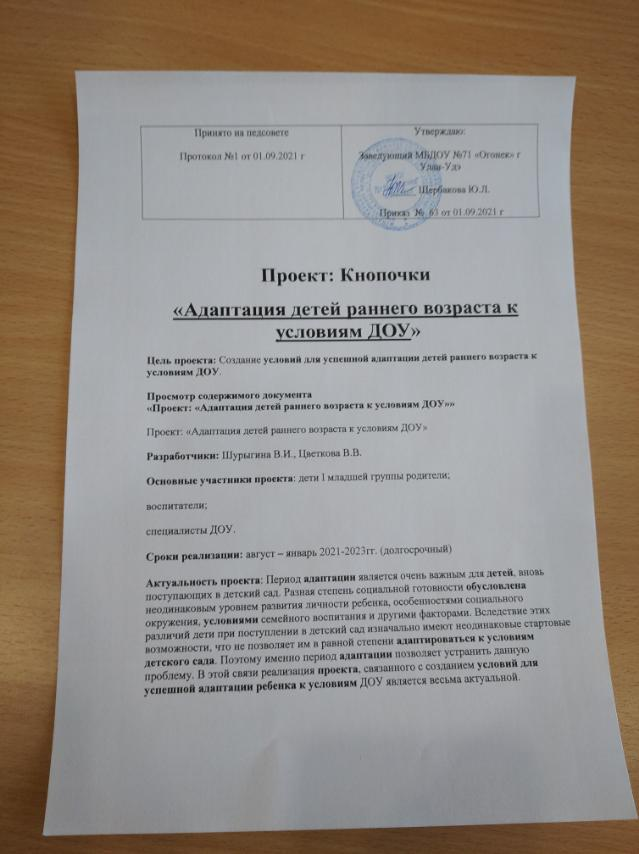 Принято на педсовете
Протокол №1 от 01.09.2021 г
Утверждаю:
Заведующий МБДОУ №71 «Огонек» г
Улан-Удэ
Щербакова Ю.Л.
Приказ № 63 от 01.09.2021 г
Проект: Кнопочки
«Адаптация детей раннего возраста к
условиям ДОУ»
Цель проекта: Создание условий для успешной адаптации детей раннего возраста к
условиям ДОУ.
Просмотр содержимого документа
«Проект: «Адаптация детей раннего возраста к условиям ДОУ»»
Проект: «Адаптация детей раннего возраста к условиям ДОУ»
Разработчики: Шурыгина В.И., Цветкова В.В.
Основные участники проекта: дети I младшей группы родители;
воспитатели;
специалисты ДОУ.
Сроки реализации: август – январь 2021-2023гг. (долгосрочный)
Актуальность проекта: Период адаптации является очень важным для детей, вновь
поступающих в детский сад. Разная степень социальной готовности обусловлена
неодинаковым уровнем развития личности ребенка, особенностями социального
окружения, условиями семейного воспитания и другими факторами. Вследствие этих
различий дети при поступлении в детский сад изначально имеют неодинаковые стартовые
возможности, что не позволяет им в равной степени адаптироваться к условиям
детского сада. Поэтому именно период адаптации позволяет устранить данную
проблему. В этой связи реализация проекта, связанного с созданием условий для
успешной адаптации ребенка к условиям ДОУ является весьма актуальной.